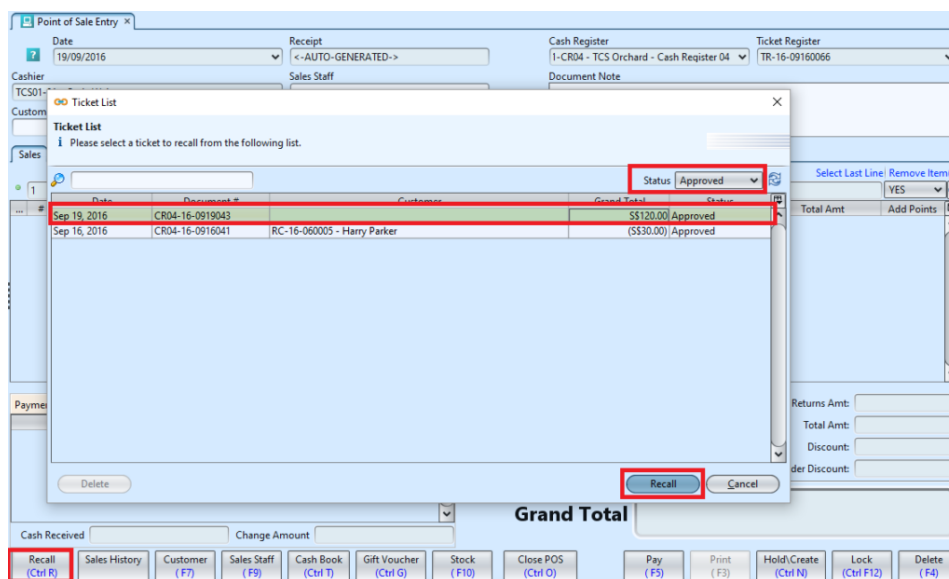 Point of Sale Entry ×
Date Receipt Cash Register Ticket Register
? 19/09/2016 <-AUTO-GENERATED-> 1-CR04 - TCS Orchard - Cash Register 04 TR-16-09160066
Cashier Sales Staff Document Note
TCS01-
Custom
Ticket List
Ticket List
i Please select a ticket to recall from the following list.
Sales
Status Approved
Select Last Line Remove Item
1 YES
... # Date Document # Customer Grand Total Status Total Amt Add Points
Sep 19, 2016 CR04-16-0919043 S$120.00 Approved
Sep 16, 2016 CR04-16-0916041 RC-16-060005 - Harry Parker (S$30.00) Approved
Payme Returns Amt:
Total Amt:
Discount:
der Discount:
Delete Recall Cancel
Grand Total
Cash Received Change Amount
Recall Sales History Customer Sales Staff Cash Book Gift Voucher Stock Close POS Pay Print Hold\Create Lock Delete
(Ctrl R) (F7) (F9) (Ctrl T) (Ctrl G) (F10) (Ctrl O) (F5) (F3) (Ctrl N) (Ctrl F12) (F4)